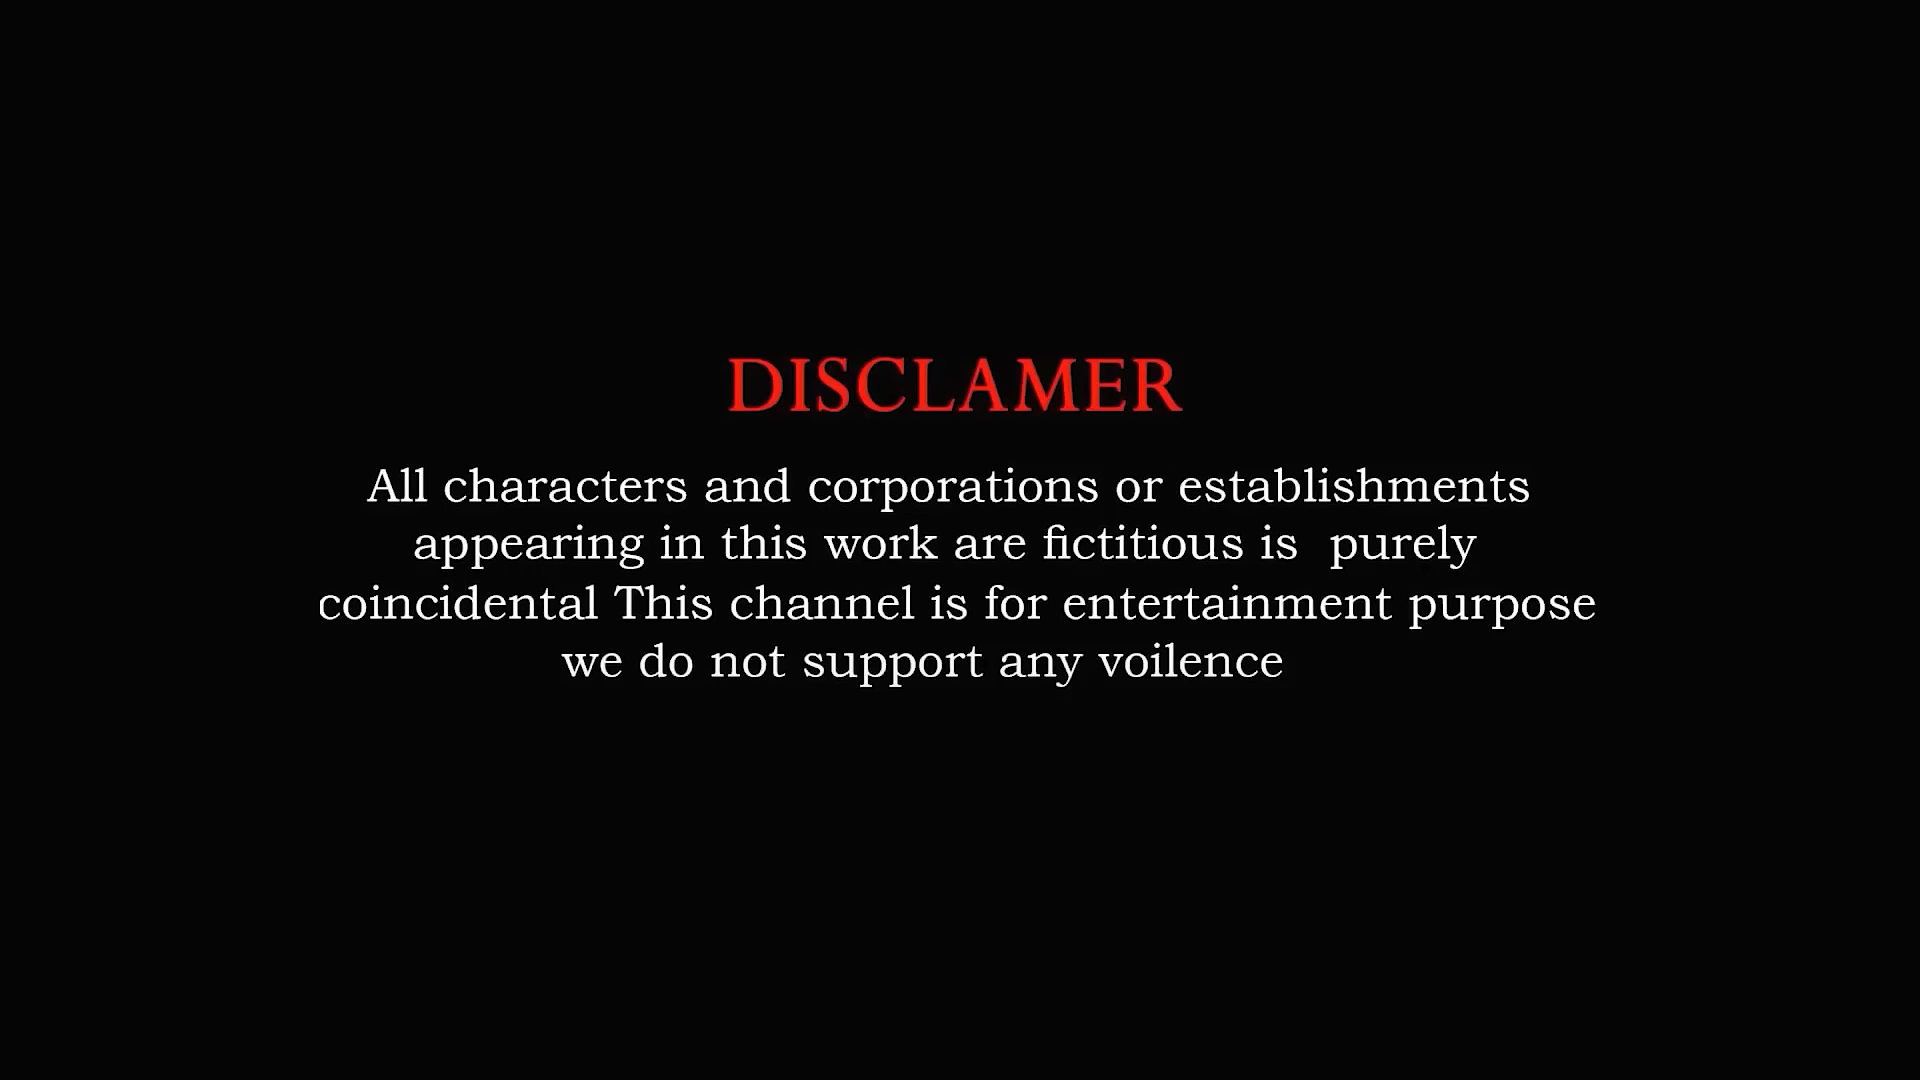 DISCLAMER
All characters and corporations or establishments
appearing in this work are fictitious is  purely
coincidental This channel is for entertainment purpose
we do not support any voilence